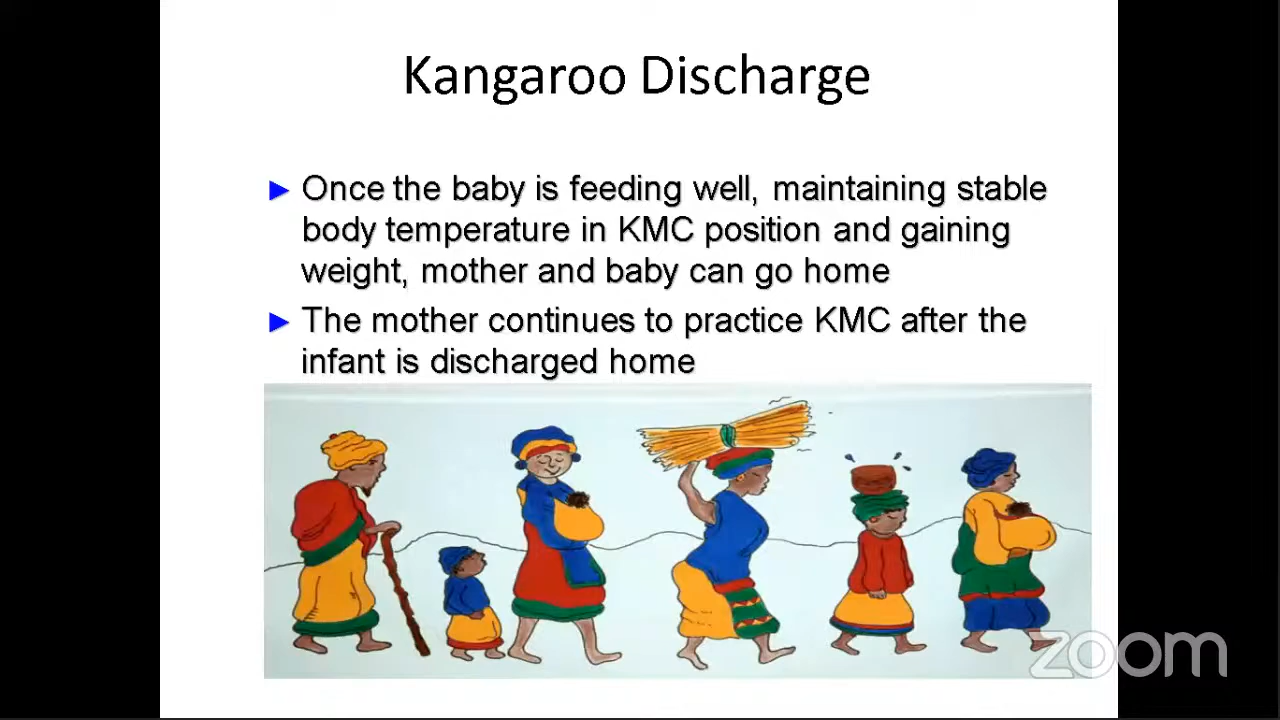 Kangaroo Discharge
► Once the baby is feeding well, maintaining stable
body temperature in KMC position and gaining
weight, mother and baby can go home
► The mother continues to practice KMC after the
infant is discharged home
zoom